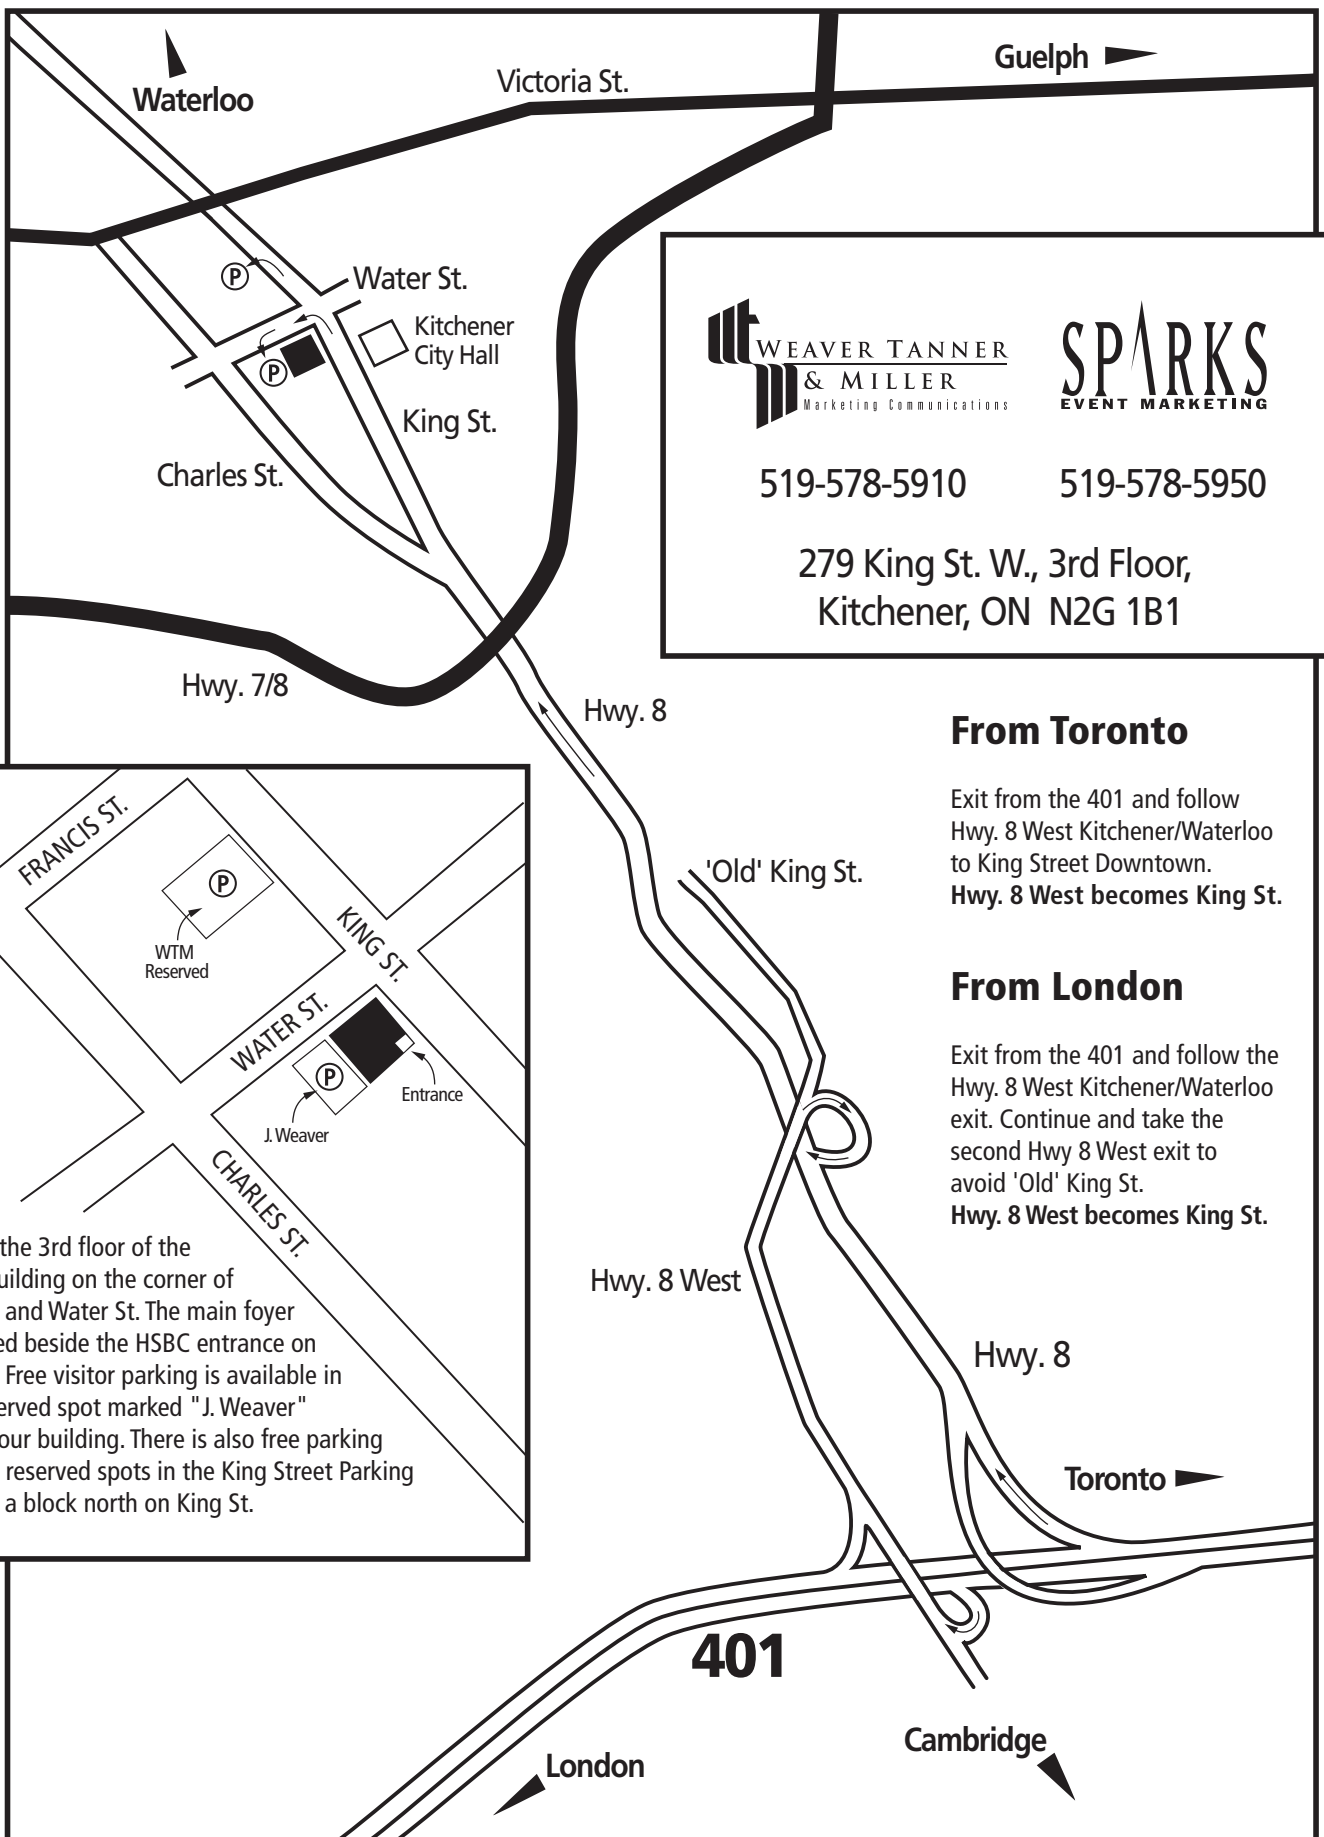 Waterloo
Victoria St.
Guelph
P
Water St.
Kitchener
City Hall
P
King St.
Charles St.
WEAVER TANNER
& MILLER
Marketing Communications
SPARKS
EVENT MARKETING
519-578-5910
519-578-5950
279 King St. W., 3rd Floor,
Kitchener, ON N2G 1B1
Hwy. 7/8
Hwy. 8
From Toronto
Exit from the 401 and follow
Hwy. 8 West Kitchener/Waterloo
to King Street Downtown.
Hwy. 8 West becomes King St.
'Old' King St.
From London
Exit from the 401 and follow the
Hwy. 8 West Kitchener/Waterloo
exit. Continue and take the
second Hwy 8 West exit to
avoid 'Old' King St.
Hwy. 8 West becomes King St.
FRANCIS ST.
P
WTM
Reserved
KING ST.
WATER ST.
P
Entrance
J. Weaver
CHARLES ST.
the 3rd floor of the
uilding on the corner of
and Water St. The main foyer
ed beside the HSBC entrance on
Free visitor parking is available in
erved spot marked "J. Weaver"
our building. There is also free parking
reserved spots in the King Street Parking
a block north on King St.
Hwy. 8 West
Hwy. 8
Toronto
401
Cambridge
London